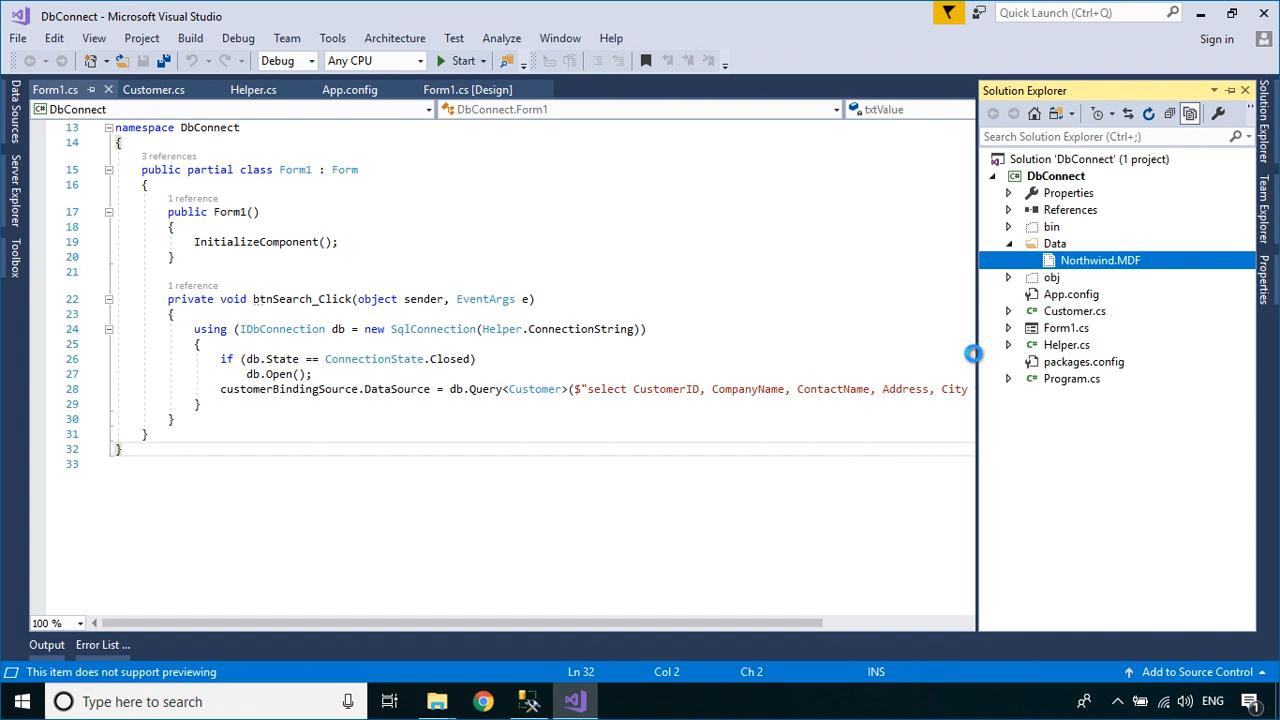 DbConnect - Microsoft Visual Studio
Quick Launch (Ctrl+Q)
File Edit View Project Build Debug Team Tools Architecture Test Analyze Window Help
Sign in
Debug Any CPU Start
Form1.cs Customer.cs Helper.cs App.config Form1.cs [Design]
DbConnect DbConnect.Form1 txtValue
Data Sources
Server Explorer
Toolbox
13 namespace DbConnect
14 {
3 references
15 public partial class Form1 : Form
16 {
1 reference
17 public Form1()
18 {
19 InitializeComponent();
20 }
21
1 reference
22 private void btnSearch_Click(object sender, EventArgs e)
23 {
24 using (IDbConnection db = new SqlConnection(Helper.ConnectionString))
25 {
26 if (db.State == ConnectionState.Closed)
27 db.Open();
28 customerBindingSource.DataSource = db.Query<Customer>($"select CustomerID, CompanyName, ContactName, Address, City
29 }
30 }
31 }
32 }
33
100 %
Solution Explorer
Search Solution Explorer (Ctrl+;)
Solution 'DbConnect' (1 project)
DbConnect
Properties
References
bin
Data
Northwind.MDF
obj
App.config
Customer.cs
Form1.cs
Helper.cs
packages.config
Program.cs
Solution Explorer
Team Explorer
Properties
Output Error List ...
This item does not support previewing Ln 32 Col 2 Ch 2 INS Add to Source Control
Type here to search
ENG
1